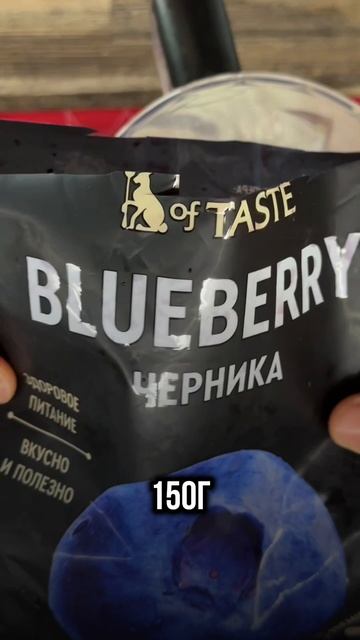 of TASTE
BLUEBERRY
ЧЕРНИКА
ЗДОРОВОЕ
ПИТАНИЕ
ВКУСНО
И ПОЛЕЗНО
150Г